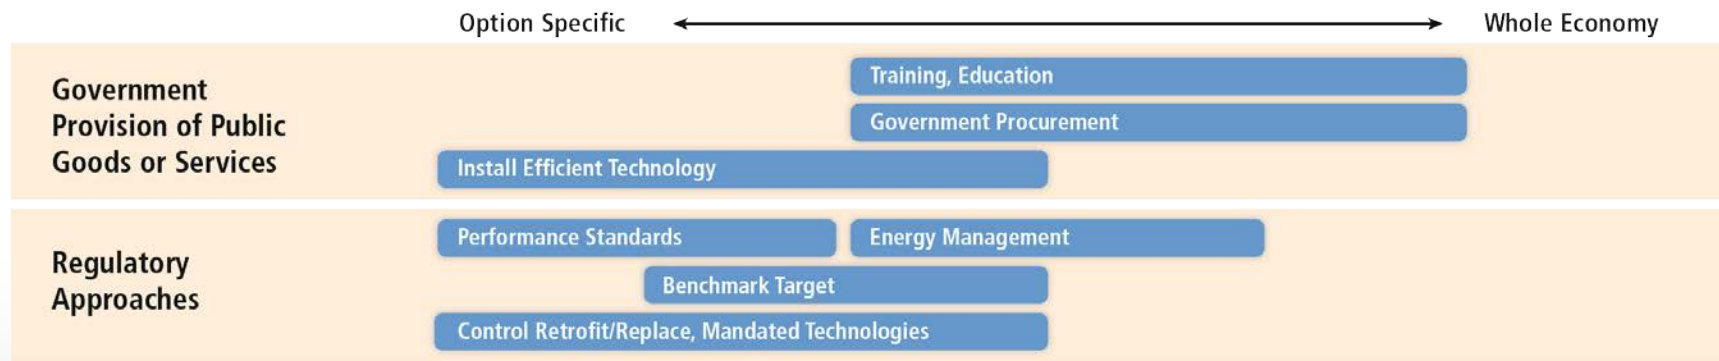 Option Specific
Whole Economy
Government
Provision of Public
Goods or Services
Training, Education
Government Procurement
Install Efficient Technology
Regulatory
Approaches
Performance Standards
Energy Management
Benchmark Target
Control Retrofit/Replace, Mandated Technologies